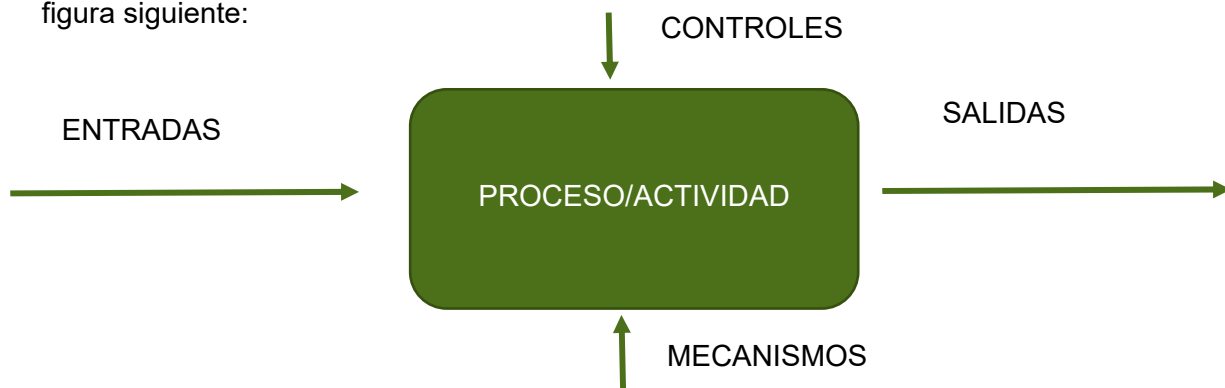 figura siguiente:
CONTROLES
ENTRADAS
SALIDAS
PROCESO/ACTIVIDAD
MECANISMOS